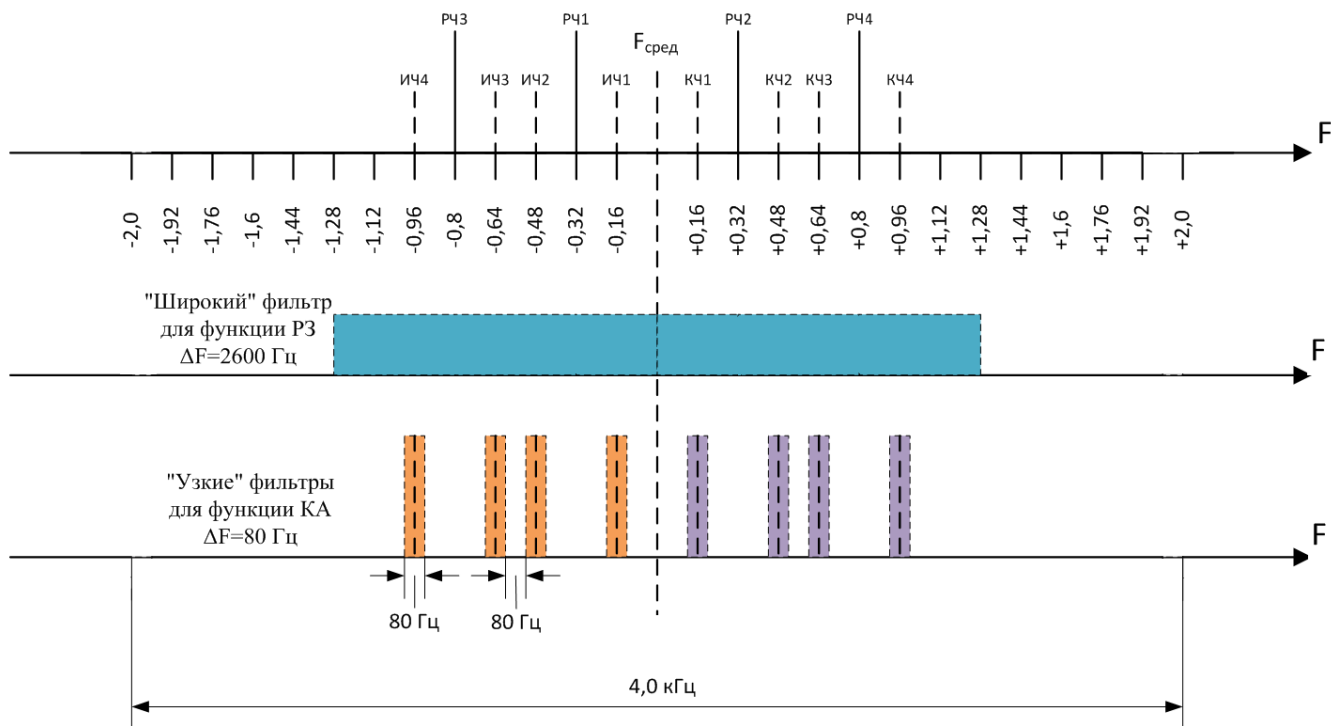 РЧ3 РЧ1 РЧ2 РЧ4
Fсред
ИЧ4 ИЧ3 ИЧ2 ИЧ1 КЧ1 КЧ2 КЧ3 КЧ4
F
-2,0 -1,92 -1,76 -1,6 -1,44 -1,28 -1,12 -0,96 -0,8 -0,64 -0,48 -0,32 -0,16 +0,16 +0,32 +0,48 +0,64 +0,8 +0,96 +1,12 +1,28 +1,44 +1,6 +1,76 +1,92 +2,0
"Широкий" фильтр
для функции РЗ
ΔF=2600 Гц
F
"Узкие" фильтры
для функции КА
ΔF=80 Гц
F
80 Гц 80 Гц
4,0 кГц